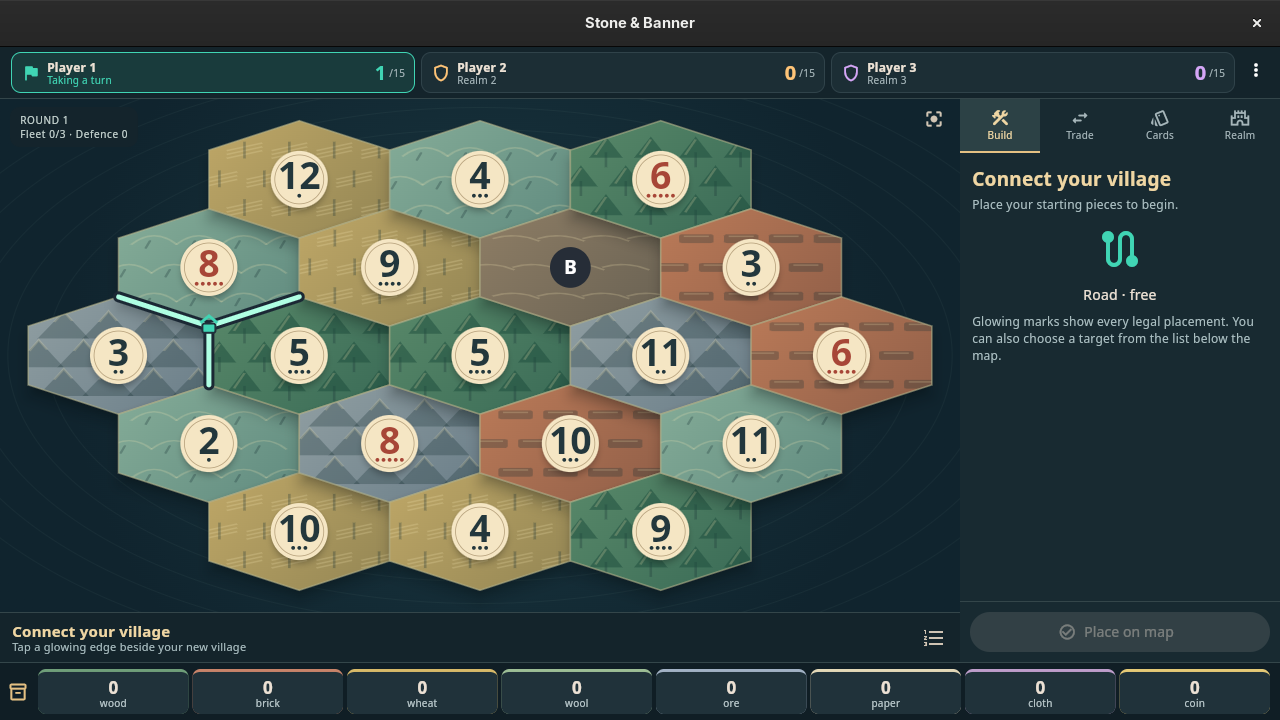 Stone & Banner
Player 1
Taking a turn
1 /15
Player 2
Realm 2
0 /15
Player 3
Realm 3
0 /15
ROUND 1
Fleet 0/3 · Defence 0
12
4
6
8
9
B
3
3
5
5
11
6
2
8
10
11
10
4
9
Build
Trade
Cards
Realm
Connect your village
Place your starting pieces to begin.
Road · free
Glowing marks show every legal placement. You
can also choose a target from the list below the
map.
Place on map
Connect your village
Tap a glowing edge beside your new village
0
wood
0
brick
0
wheat
0
wool
0
ore
0
paper
0
cloth
0
coin